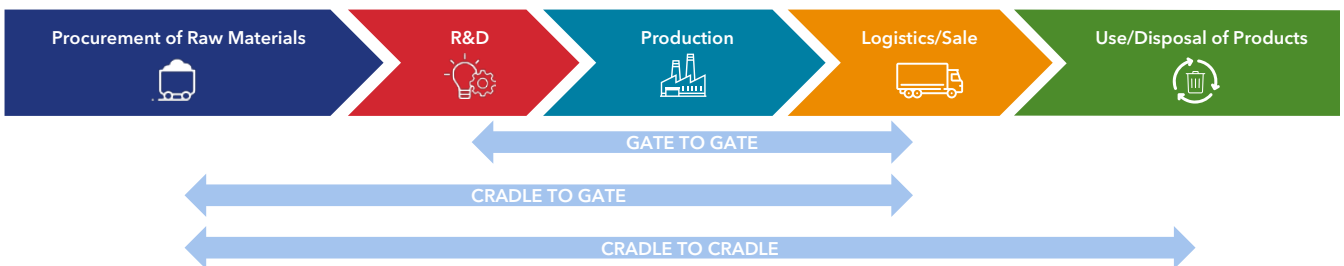 Procurement of Raw Materials
R&D
Production
Logistics/Sale
Use/Disposal of Products
GATE TO GATE
CRADLE TO GATE
CRADLE TO CRADLE